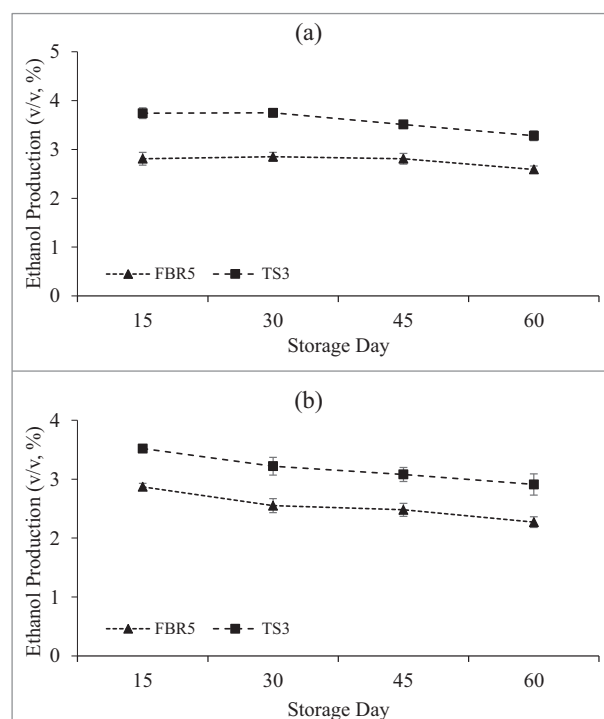 (a)
Ethanol Production (v/v, %)
5
4
3
2
1
0
FBR5 TS3
15 30 45 60
Storage Day
(b)
Ethanol Production (v/v, %)
4
3
2
1
0
FBR5 TS3
15 30 45 60
Storage Day